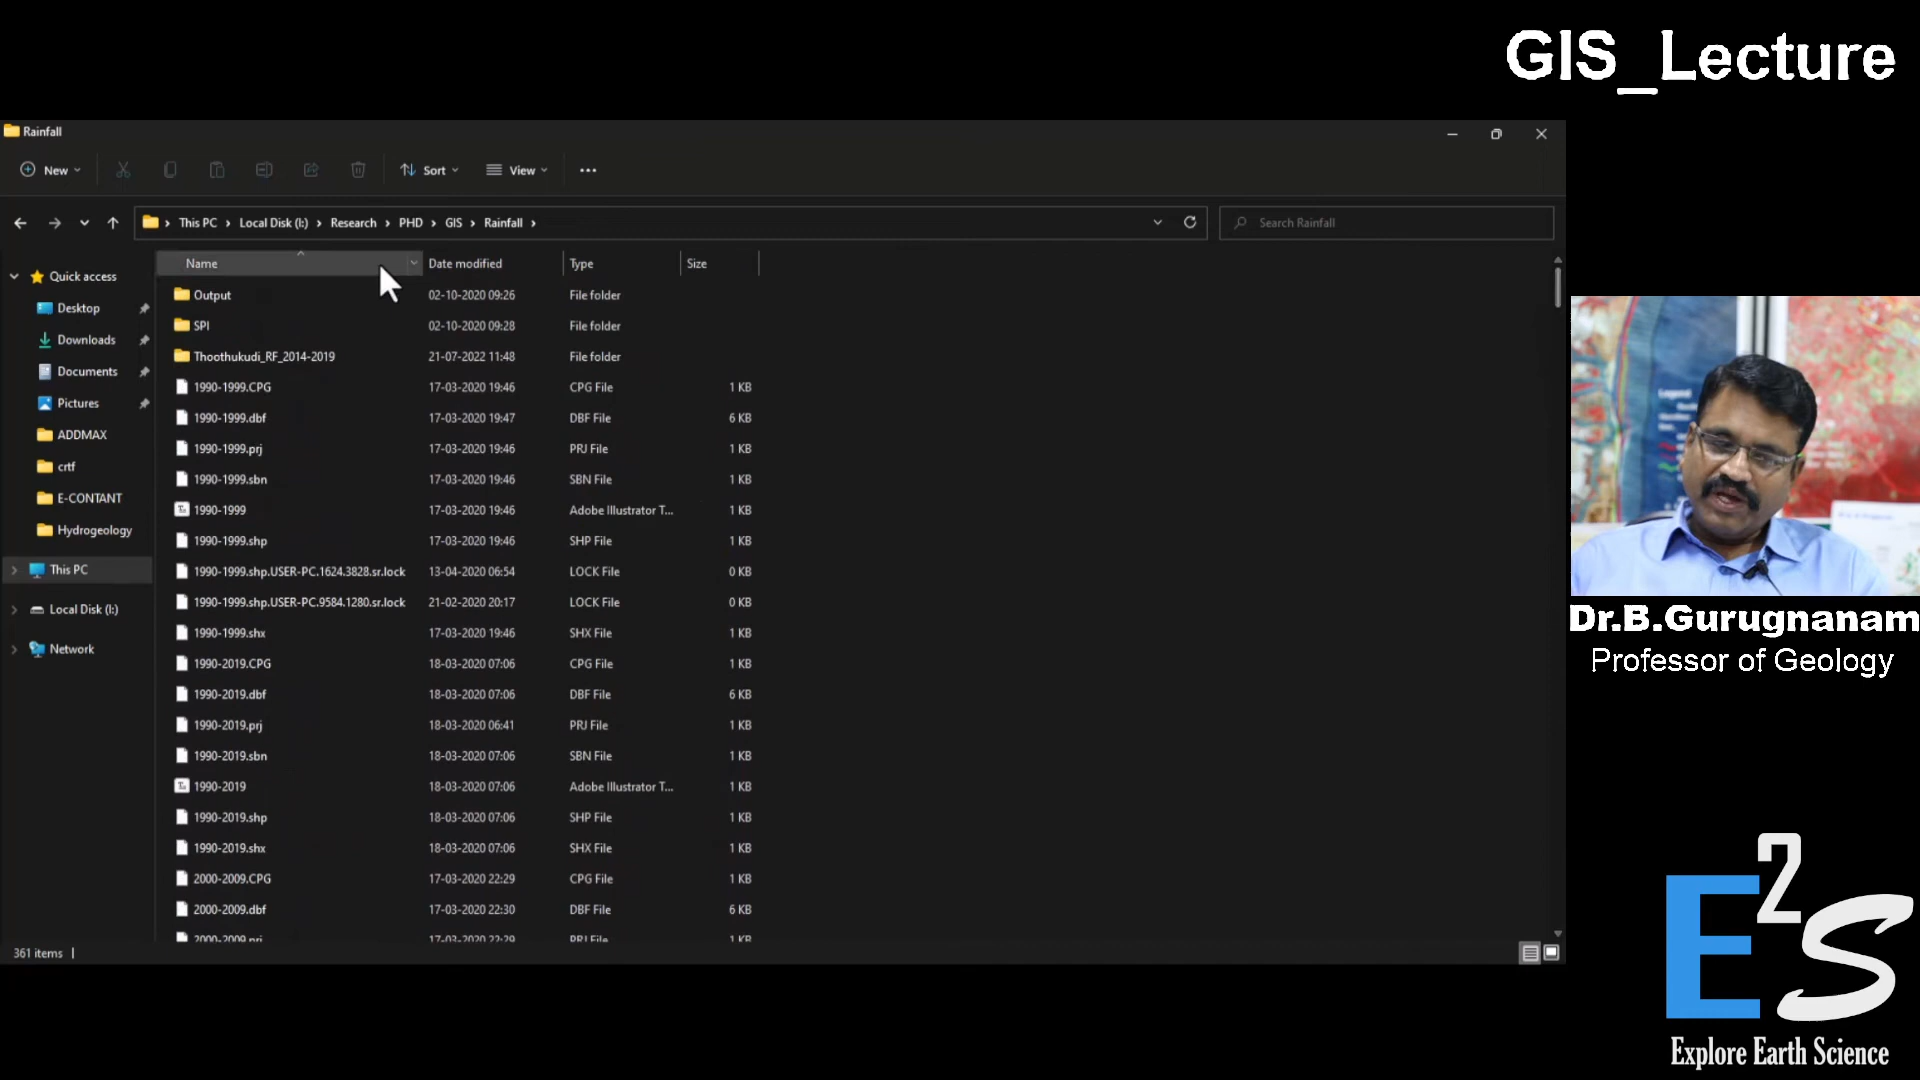 GIS_Lecture
Rainfall
New Sort View
This PC Local Disk (I:) Research PHD GIS Rainfall Search Rainfall
Name Date modified Type Size
Quick access
Desktop
Downloads
Documents
Pictures
ADDMAX
crtf
E-CONTANT
Hydrogeology
This PC
Local Disk (I:)
Network
Output 02-10-2020 09:26 File folder
SPI 02-10-2020 09:28 File folder
Thoothukudi_RF_2014-2019 21-07-2022 11:48 File folder
1990-1999.CPG 17-03-2020 19:46 CPG File 1 KB
1990-1999.dbf 17-03-2020 19:47 DBF File 6 KB
1990-1999.prj 17-03-2020 19:46 PRJ File 1 KB
1990-1999.sbn 17-03-2020 19:46 SBN File 1 KB
1990-1999 17-03-2020 19:46 Adobe Illustrator T... 1 KB
1990-1999.shp 17-03-2020 19:46 SHP File 1 KB
1990-1999.shp.USER-PC.1624.3828.sr.lock 13-04-2020 06:54 LOCK File 0 KB
1990-1999.shp.USER-PC.9584.1280.sr.lock 21-02-2020 20:17 LOCK File 0 KB
1990-1999.shx 17-03-2020 19:46 SHX File 1 KB
1990-2019.CPG 18-03-2020 07:06 CPG File 1 KB
1990-2019.dbf 18-03-2020 07:06 DBF File 6 KB
1990-2019.prj 18-03-2020 06:41 PRJ File 1 KB
1990-2019.sbn 18-03-2020 07:06 SBN File 1 KB
1990-2019 18-03-2020 07:06 Adobe Illustrator T... 1 KB
1990-2019.shp 18-03-2020 07:06 SHP File 1 KB
1990-2019.shx 18-03-2020 07:06 SHX File 1 KB
2000-2009.CPG 17-03-2020 22:29 CPG File 1 KB
2000-2009.dbf 17-03-2020 22:30 DBF File 6 KB
2000-2009.prj 17-03-2020 22:29 PRJ File 1 KB
361 items
Legend
Dr.B.Gurugnanam
Professor of Geology
E2S
Explore Earth Science